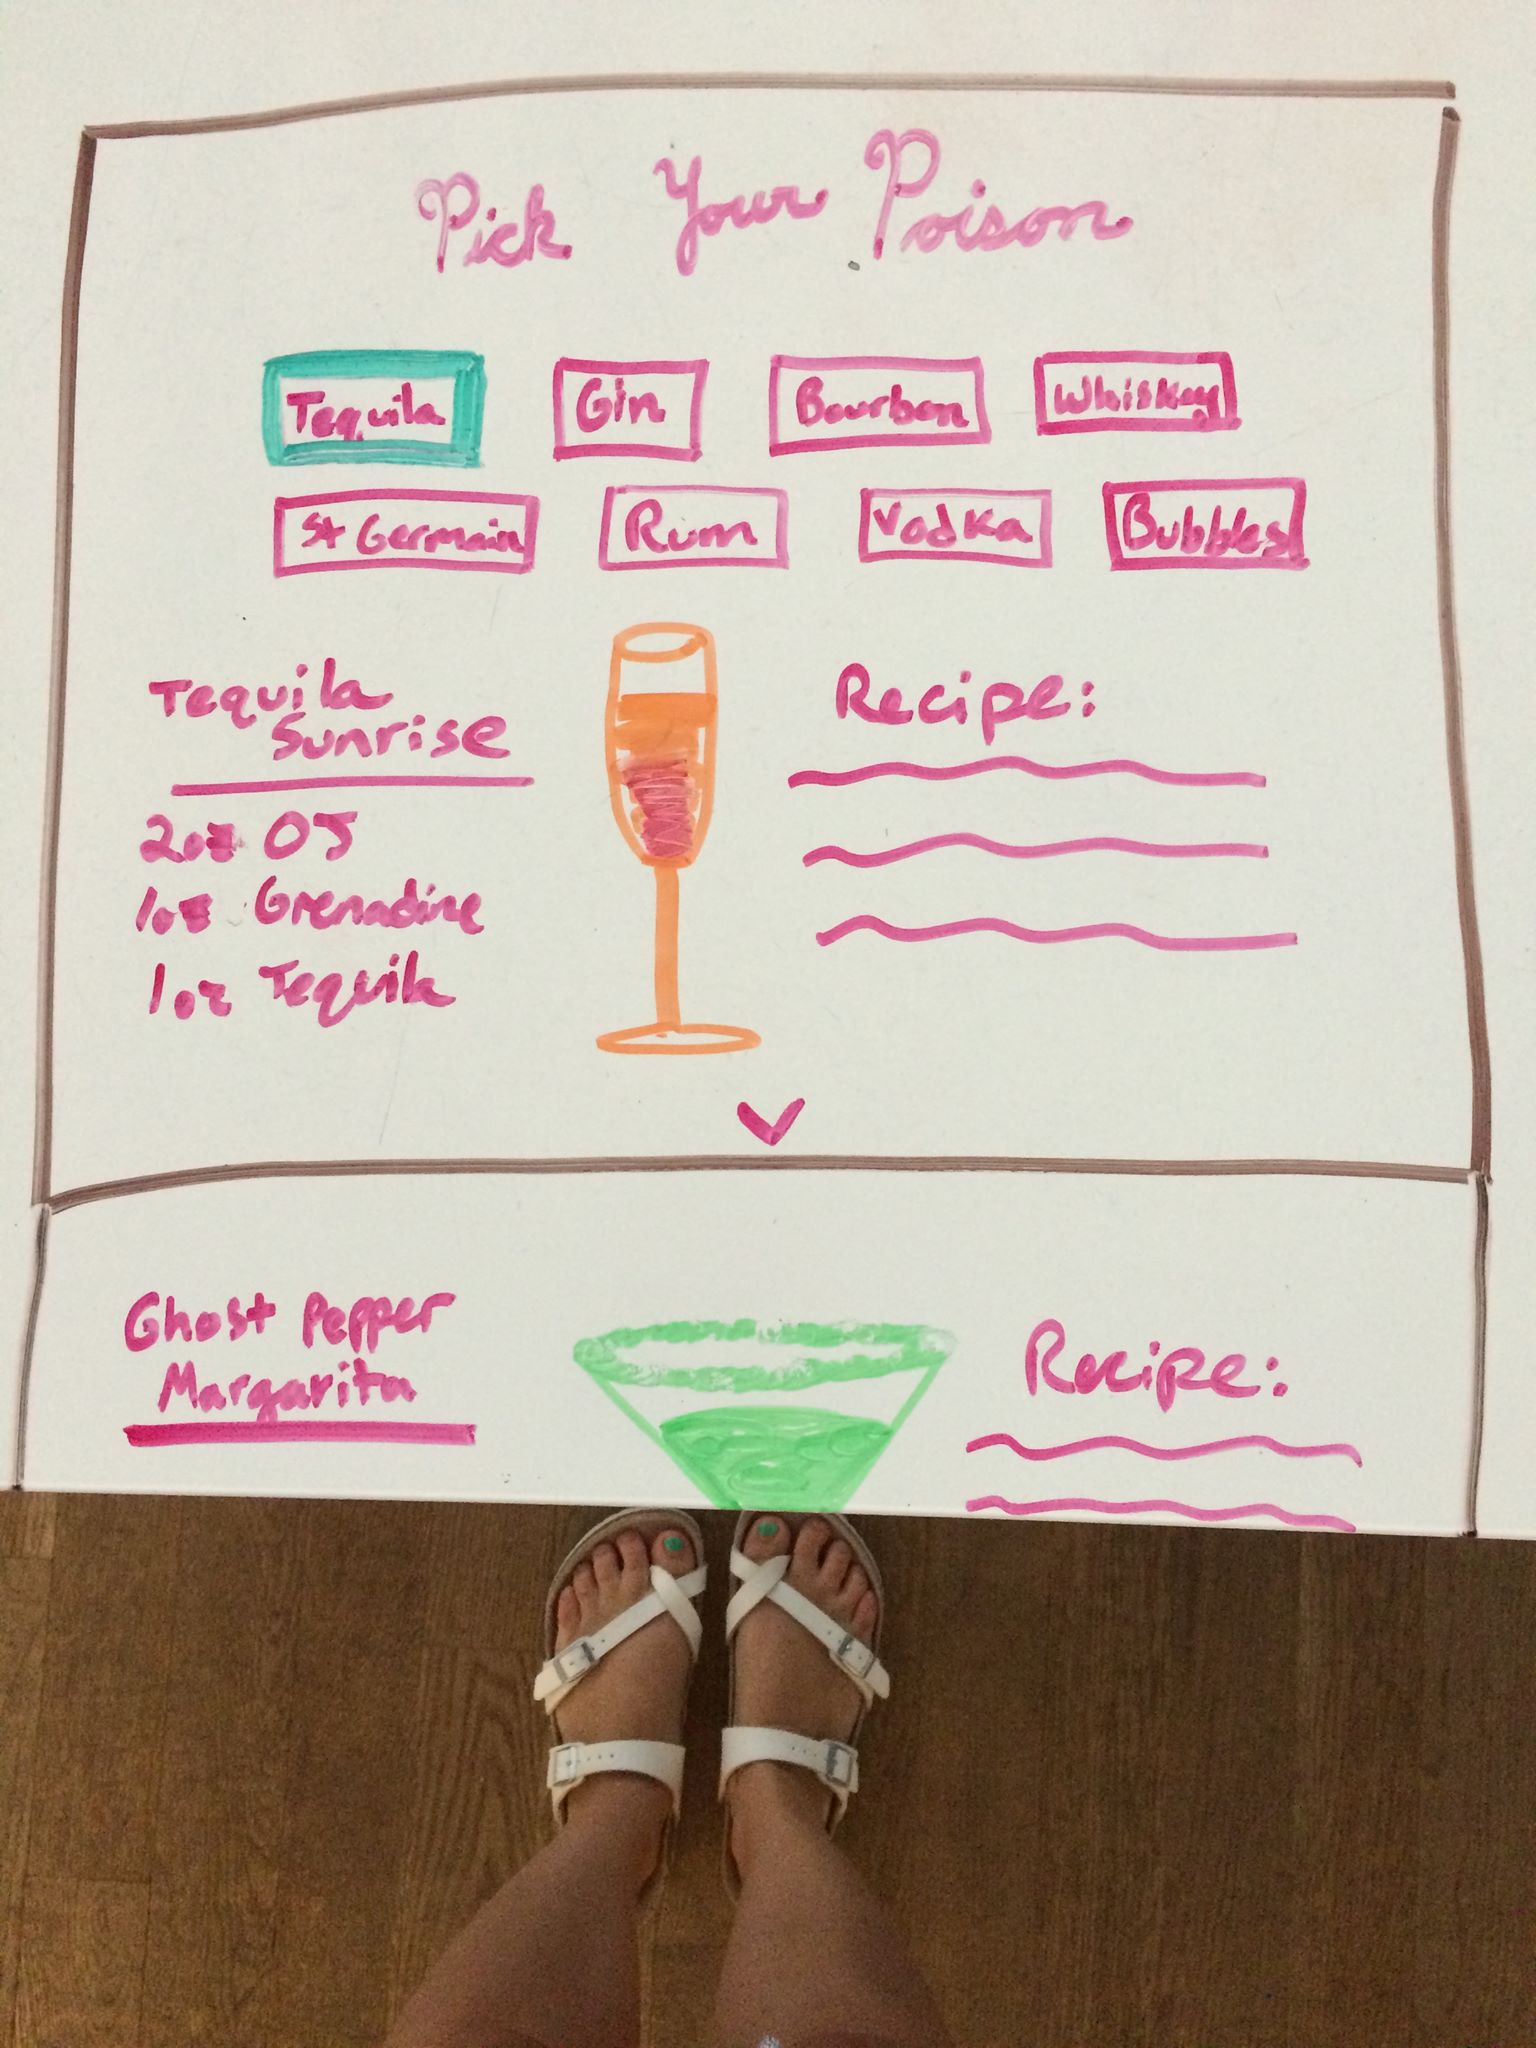 Pick Your Poison
Tequila Gin Bourbon Whiskey
St Germain Rum Vodka Bubbles
Tequila
Sunrise
2oz OJ
1oz Grenadine
1oz Tequila
Recipe:
Ghost Pepper
Margarita
Recipe: